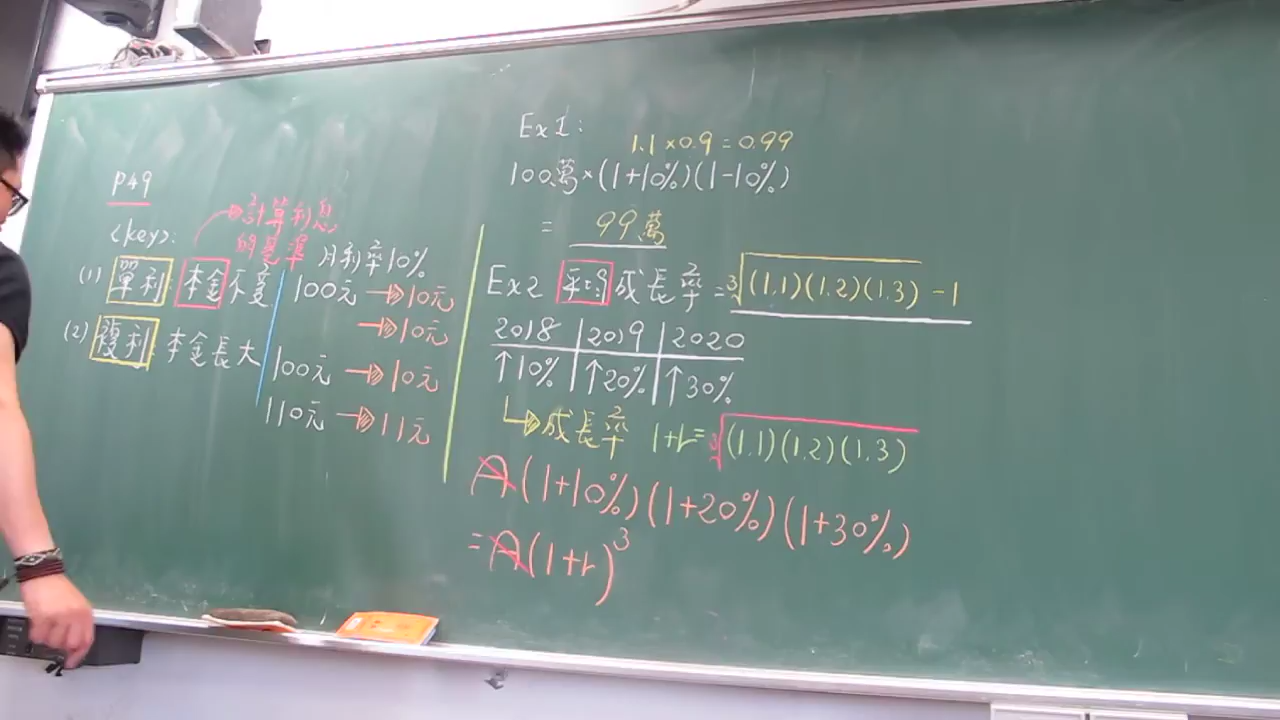 P49
<key>:
計算利息
的基準
月利率10%
(1) 單利:本金不變
100元 → 10元
→ 10元
(2) 複利:本金長大
100元 → 10元
110元 → 11元
Ex1:
1.1×0.9=0.99
100萬×(1+10%)(1-10%)
= 99萬
Ex2 平均成長率=∛(1.1)(1.2)(1.3) -1
2018 2019 2020
↑10% ↑20% ↑30%
→成長率 1+r=∛(1.1)(1.2)(1.3)
A(1+10%)(1+20%)(1+30%)
=A(1+r)³